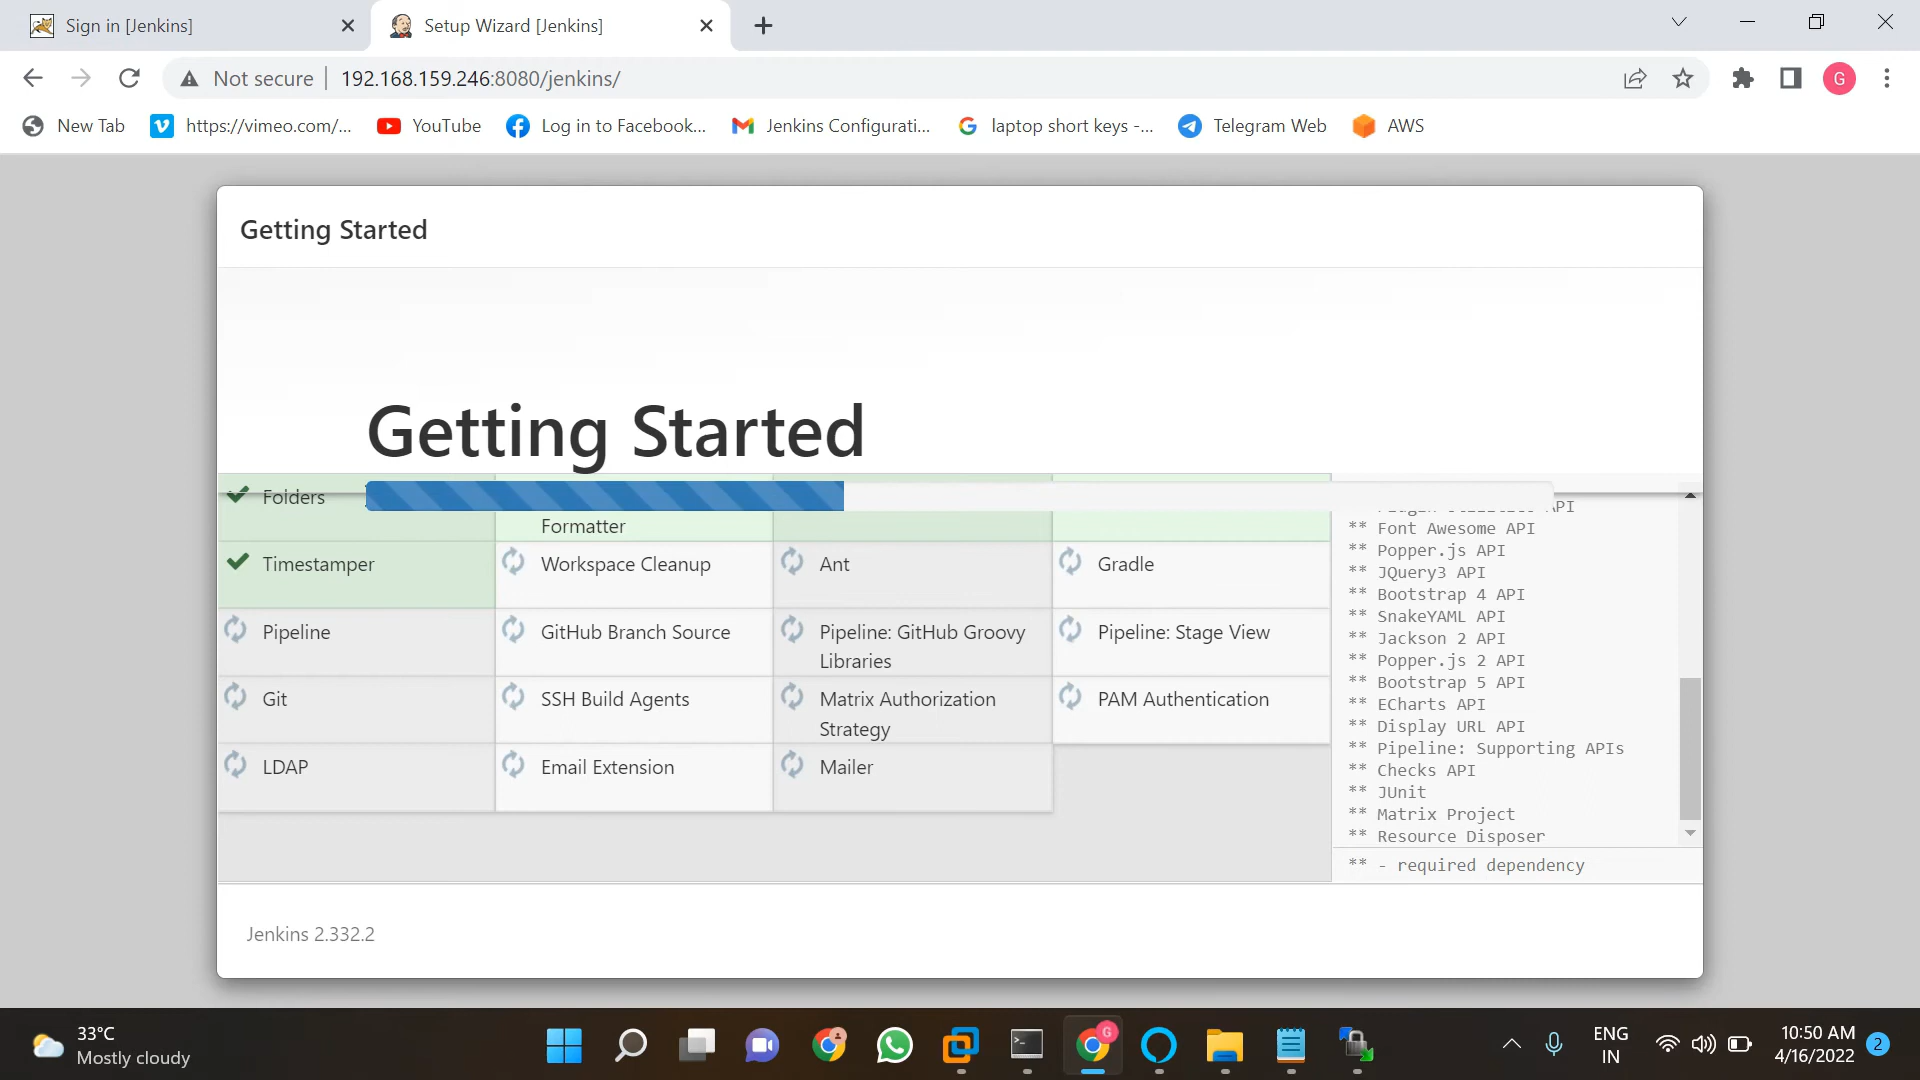 Sign in [Jenkins]
Setup Wizard [Jenkins]
Not secure
192.168.159.246:8080/jenkins/
G
New Tab
https://vimeo.com/...
YouTube
Log in to Facebook...
Jenkins Configurati...
laptop short keys -...
Telegram Web
AWS
Getting Started
Getting Started
Folders
Formatter
Timestamper
Workspace Cleanup
Ant
Gradle
Pipeline
GitHub Branch Source
Pipeline: GitHub Groovy
Libraries
Pipeline: Stage View
Git
SSH Build Agents
Matrix Authorization
Strategy
PAM Authentication
LDAP
Email Extension
Mailer
** Font Awesome API
** Popper.js API
** JQuery3 API
** Bootstrap 4 API
** SnakeYAML API
** Jackson 2 API
** Popper.js 2 API
** Bootstrap 5 API
** ECharts API
** Display URL API
** Pipeline: Supporting APIs
** Checks API
** JUnit
** Matrix Project
** Resource Disposer
** - required dependency
Jenkins 2.332.2
33°C
Mostly cloudy
G
ENG
IN
10:50 AM
4/16/2022
2